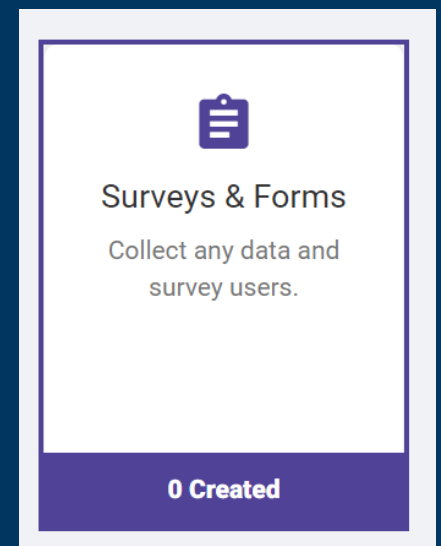 Surveys & Forms
Collect any data and
survey users.
0 Created